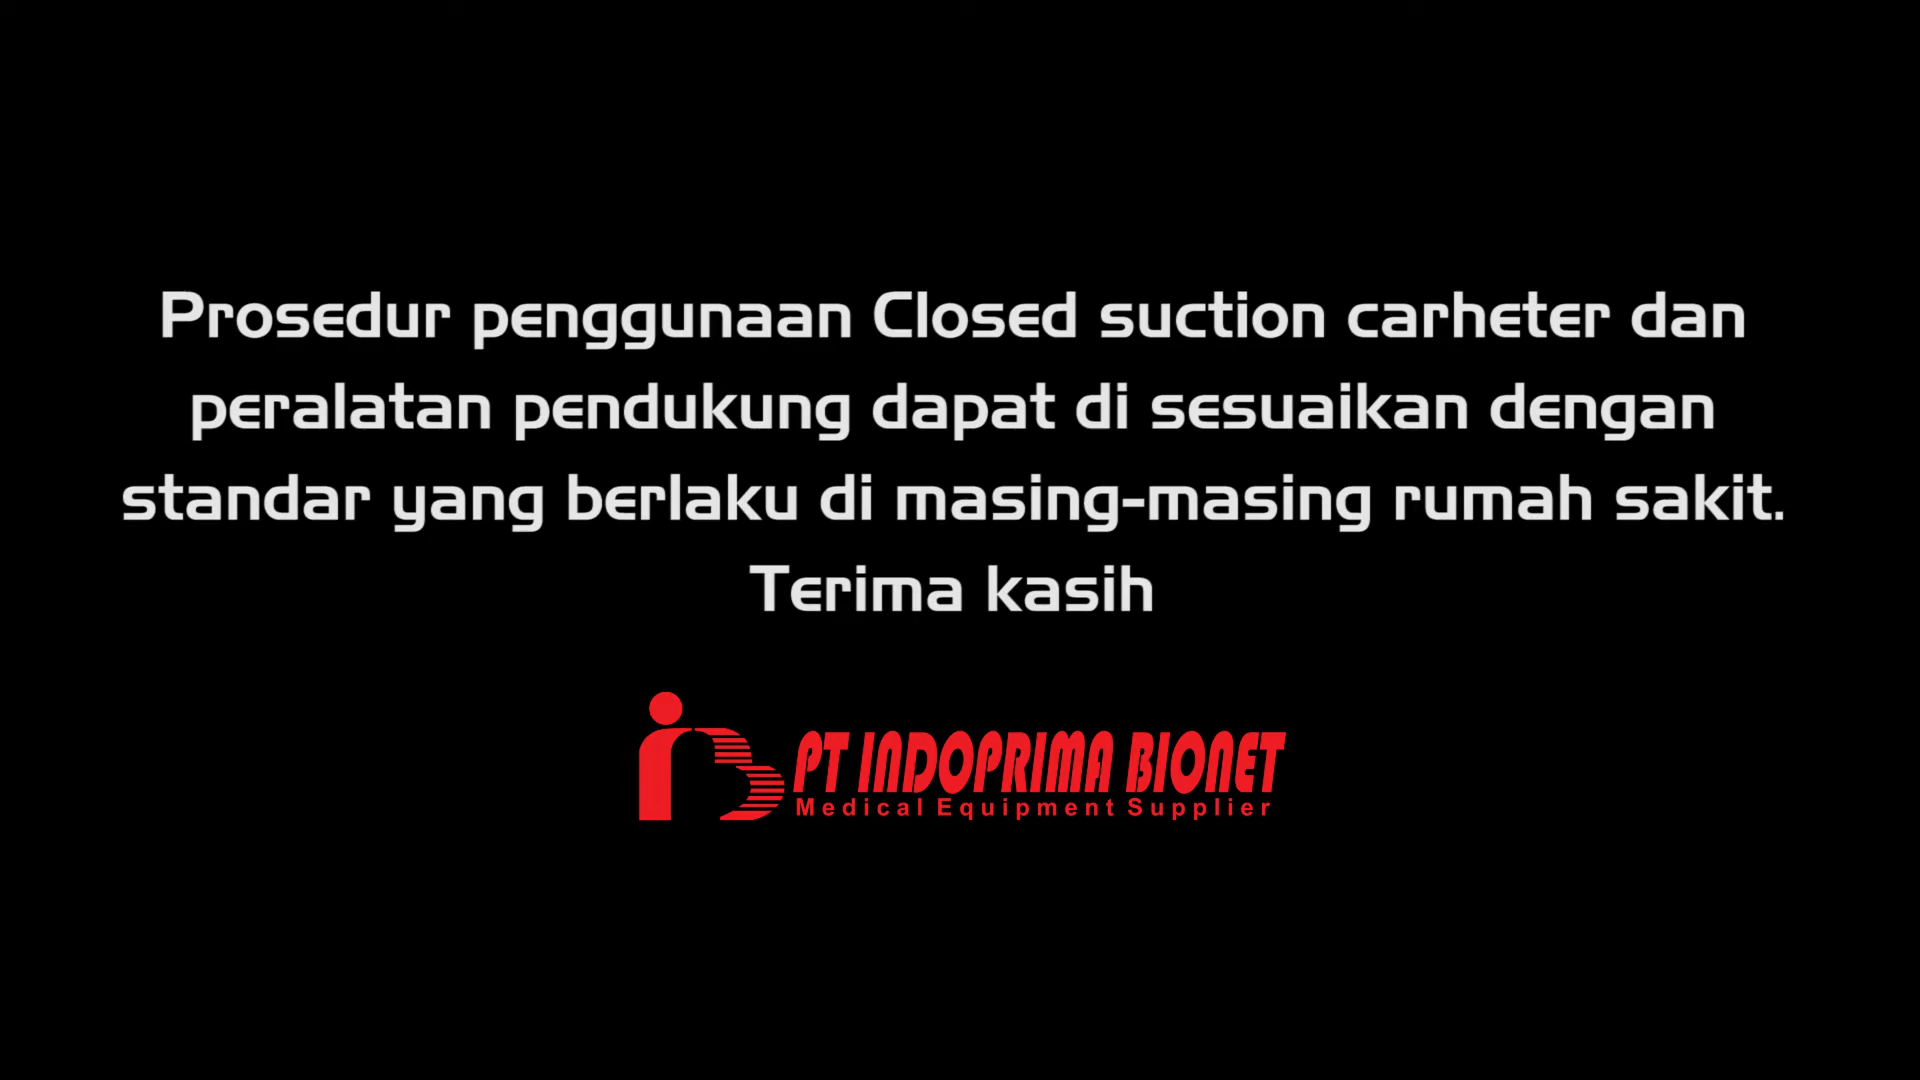 Prosedur penggunaan Closed suction carheter dan
peralatan pendukung dapat di sesuaikan dengan
standar yang berlaku di masing-masing rumah sakit.
Terima kasih
PT INDOPRIMA BIONET
Medical Equipment Supplier